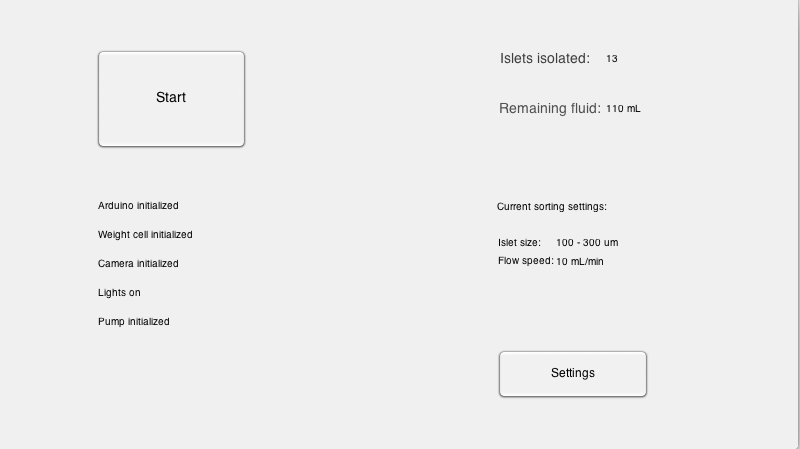 Start
Islets isolated: 13
Remaining fluid: 110 mL
Arduino initialized
Weight cell initialized
Camera initialized
Lights on
Pump initialized
Current sorting settings:
Islet size: 100 - 300 um
Flow speed: 10 mL/min
Settings